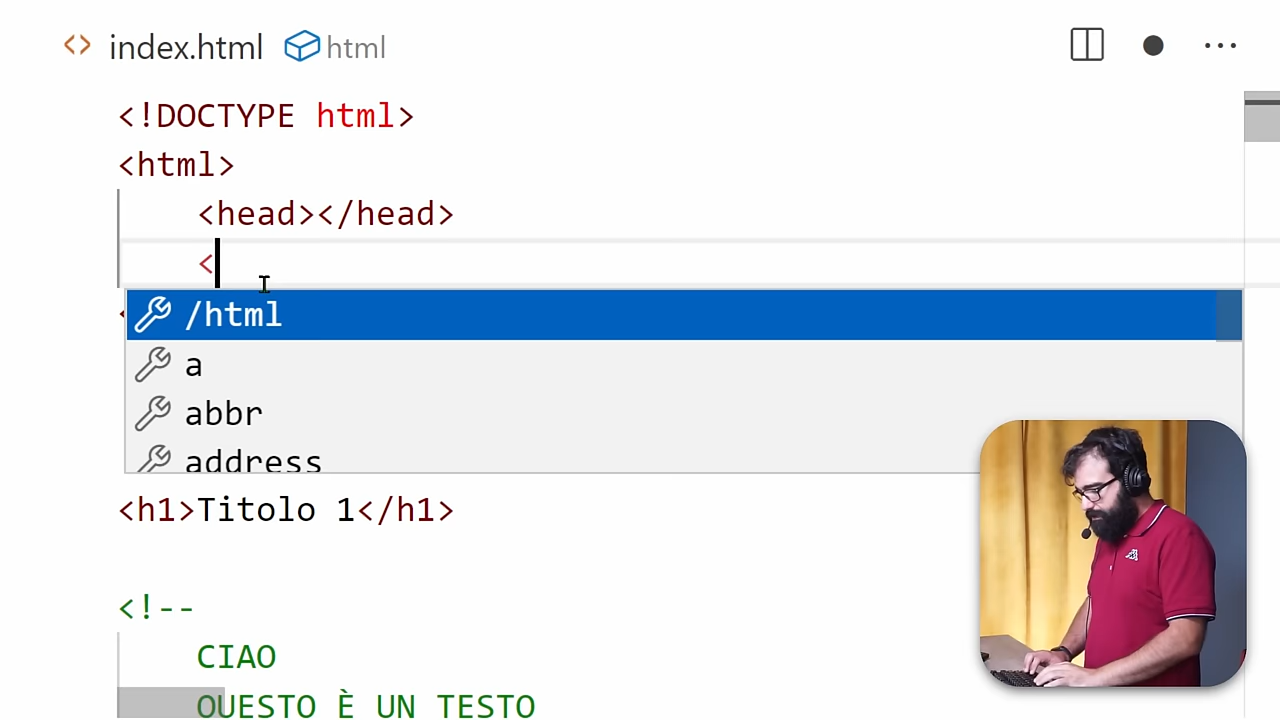 index.html html
<!DOCTYPE html>
<html>
<head></head>
<
/html
a
abbr
address
<h1>Titolo 1</h1>
<!--
CIAO
QUESTO È UN TESTO